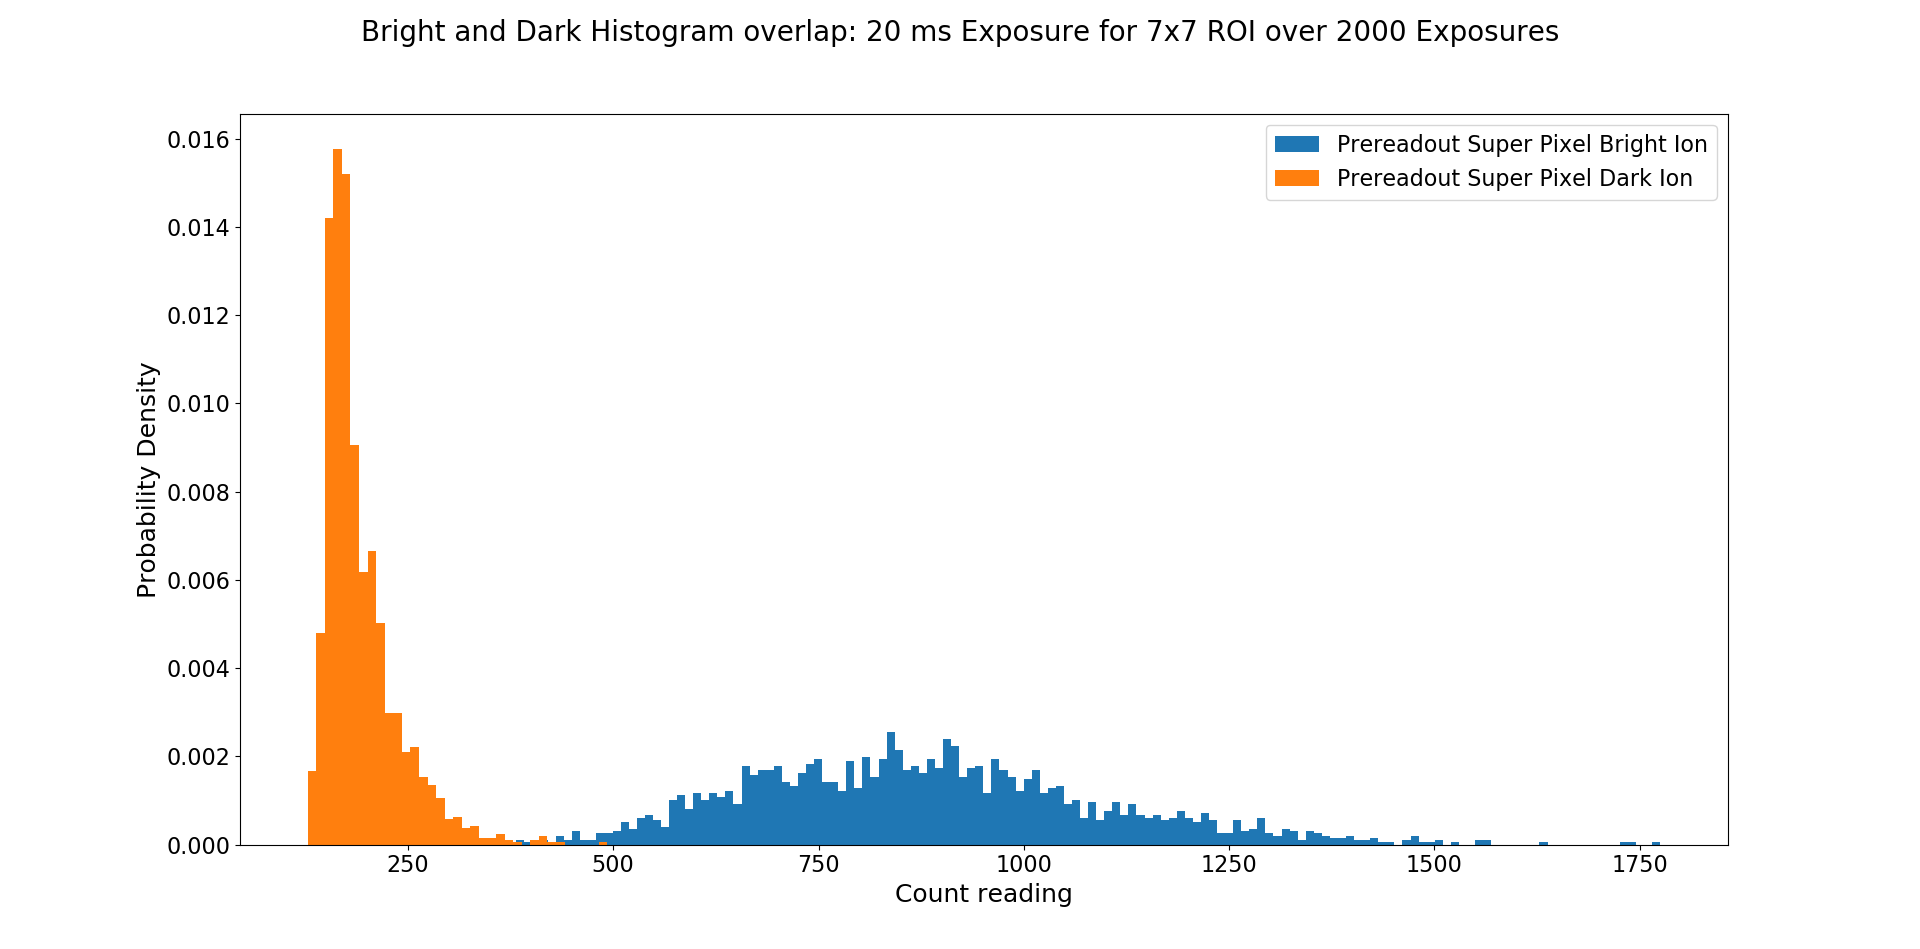 Bright and Dark Histogram overlap: 20 ms Exposure for 7x7 ROI over 2000 Exposures
Prereadout Super Pixel Bright Ion
Prereadout Super Pixel Dark Ion
Probability Density
0.016
0.014
0.012
0.010
0.008
0.006
0.004
0.002
0.000
250 500 750 1000 1250 1500 1750
Count reading